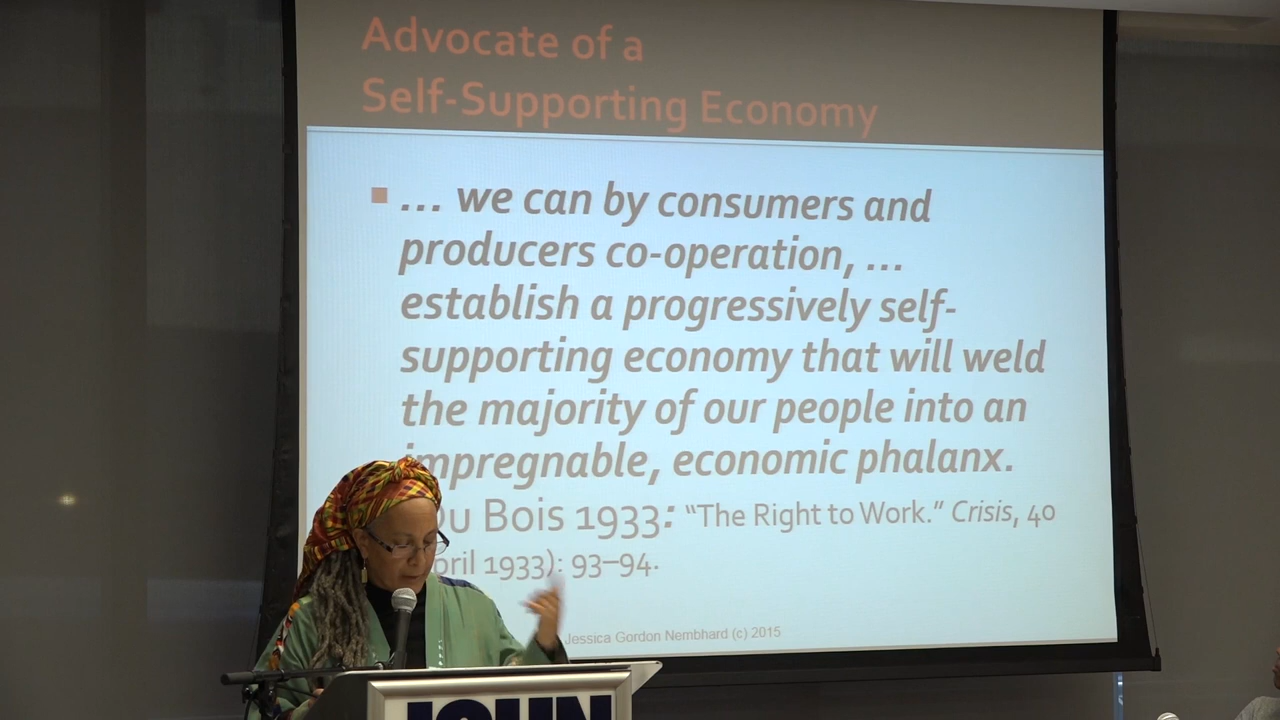 Advocate of a
Self-Supporting Economy
… we can by consumers and
producers co-operation, …
establish a progressively self-
supporting economy that will weld
the majority of our people into an
impregnable, economic phalanx.
Du Bois 1933: “The Right to Work.” Crisis, 40
April 1933): 93–94.
Jessica Gordon Nembhard (c) 2015
JOHN